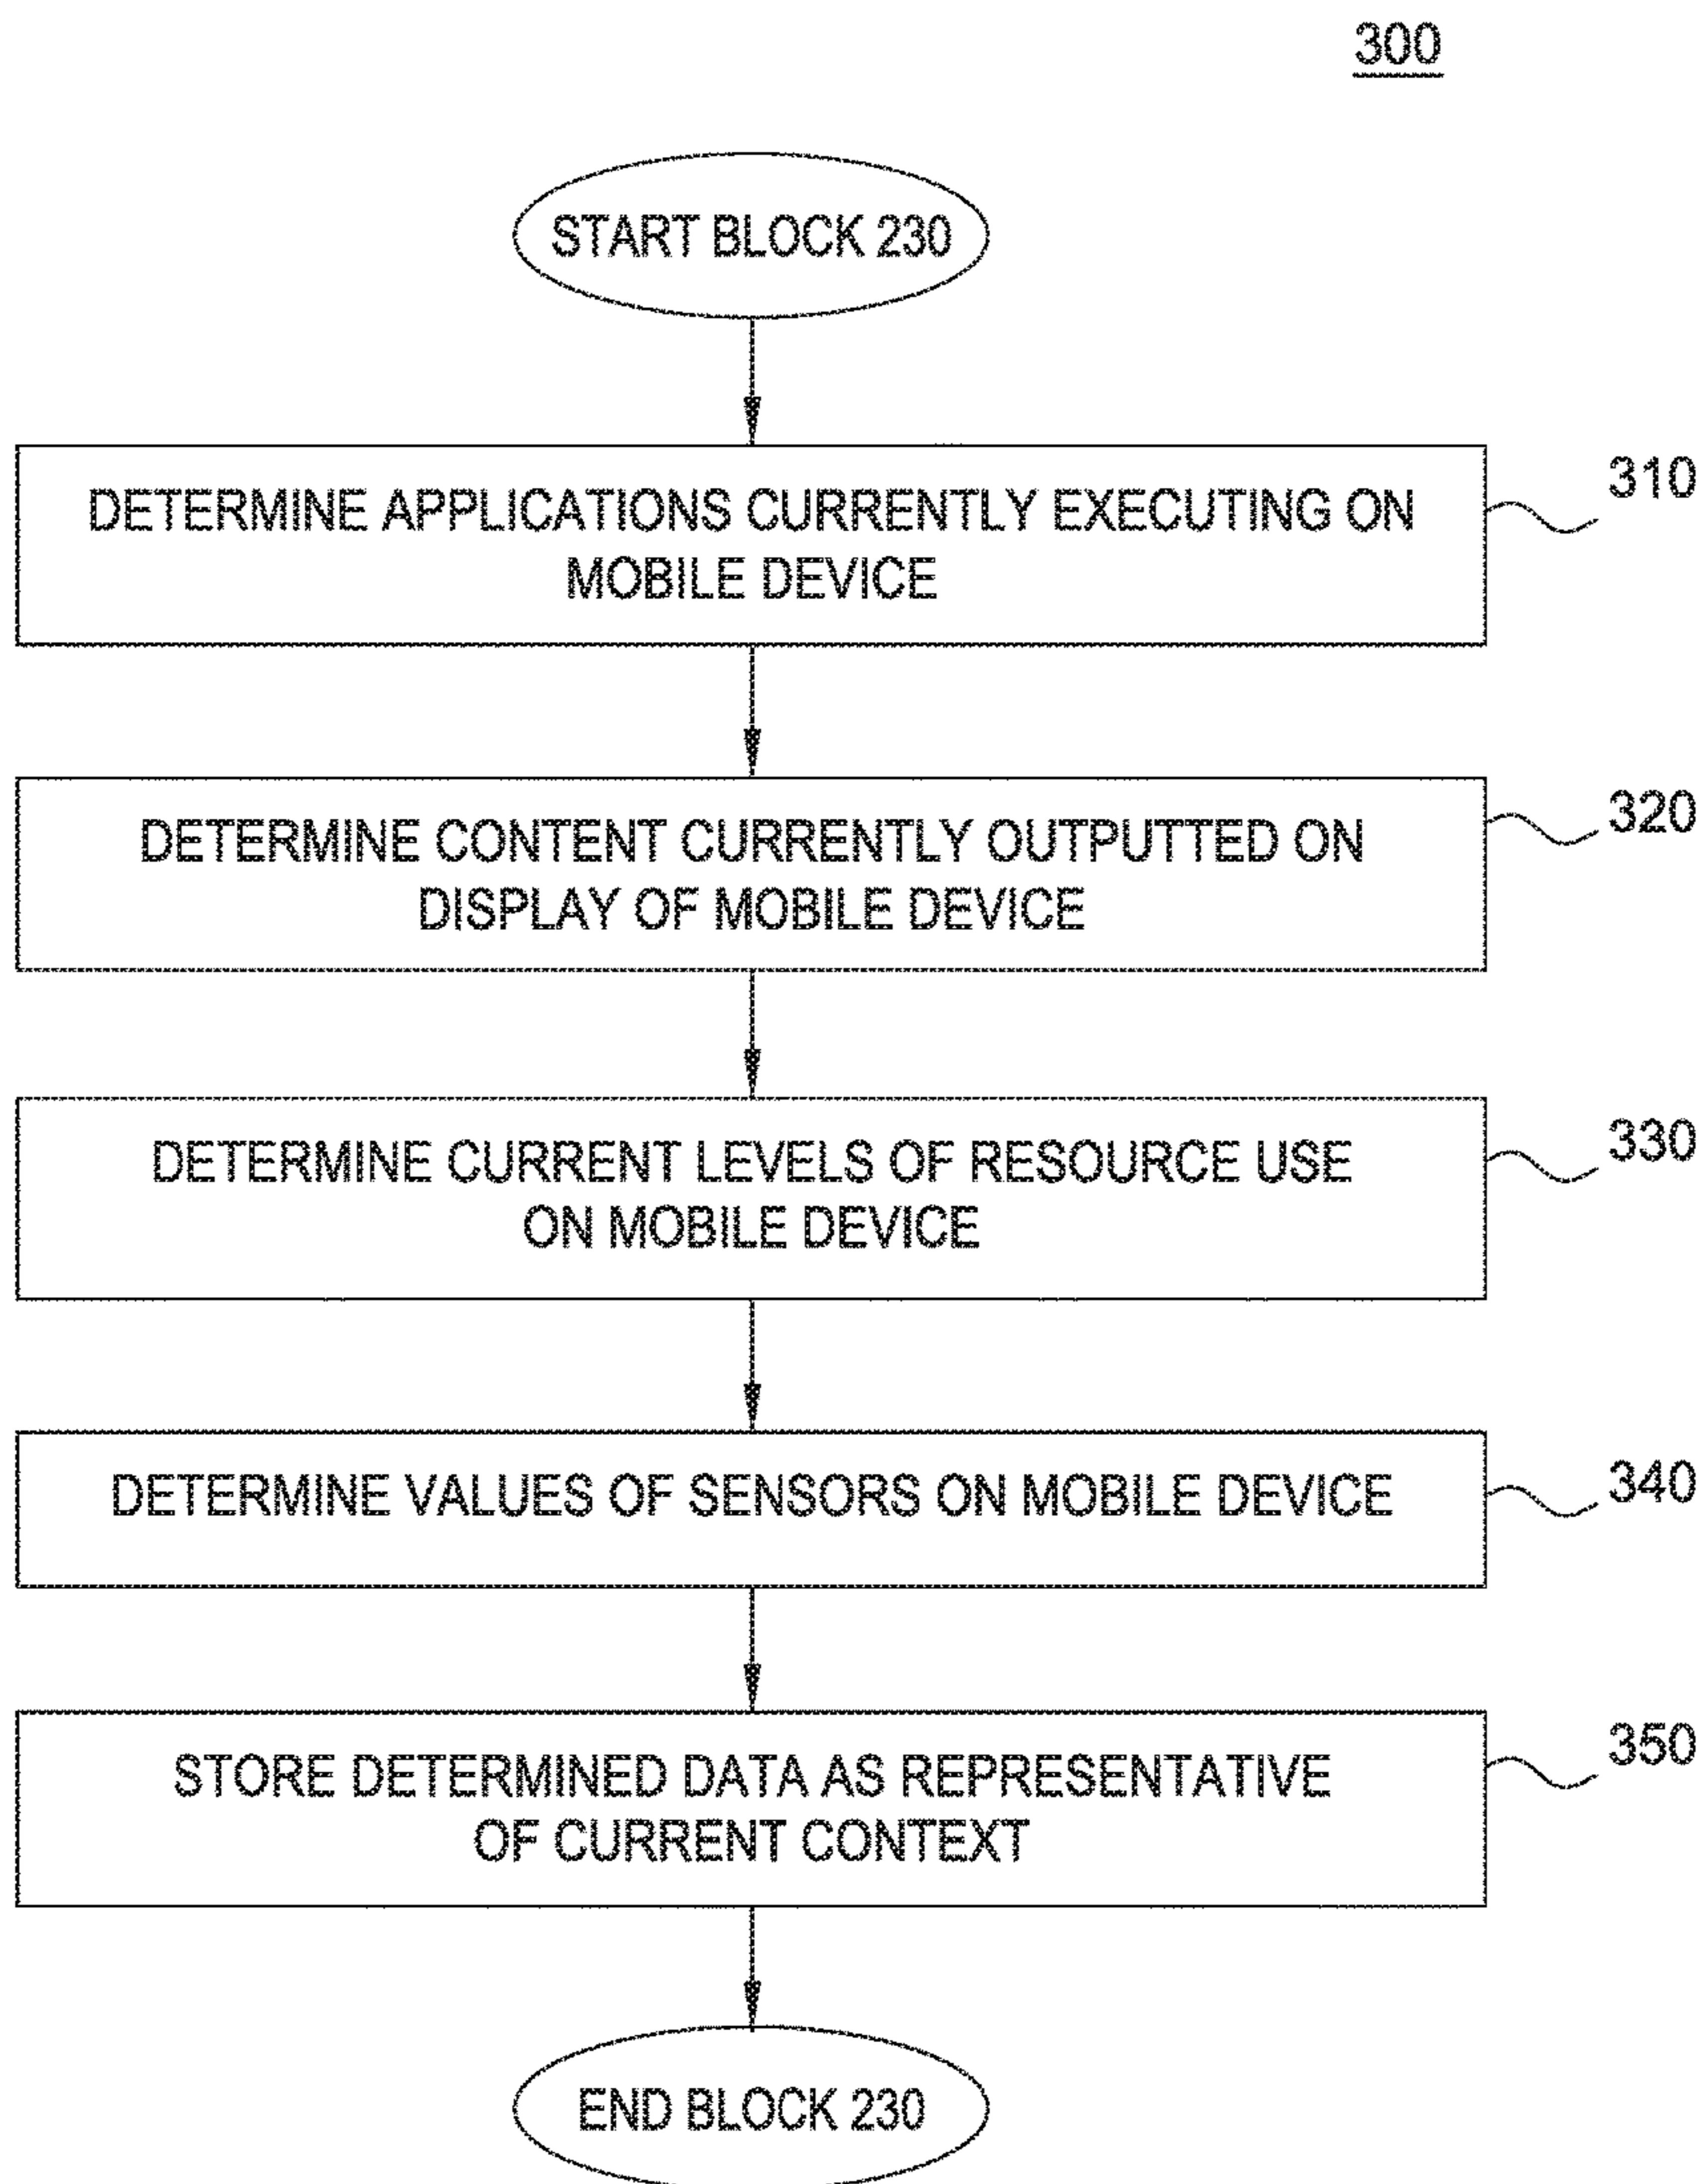 300
START BLOCK 230
DETERMINE APPLICATIONS CURRENTLY EXECUTING ON
MOBILE DEVICE
310
DETERMINE CONTENT CURRENTLY OUTPUTTED ON
DISPLAY OF MOBILE DEVICE
320
DETERMINE CURRENT LEVELS OF RESOURCE USE
ON MOBILE DEVICE
330
DETERMINE VALUES OF SENSORS ON MOBILE DEVICE
340
STORE DETERMINED DATA AS REPRESENTATIVE
OF CURRENT CONTEXT
350
END BLOCK 230